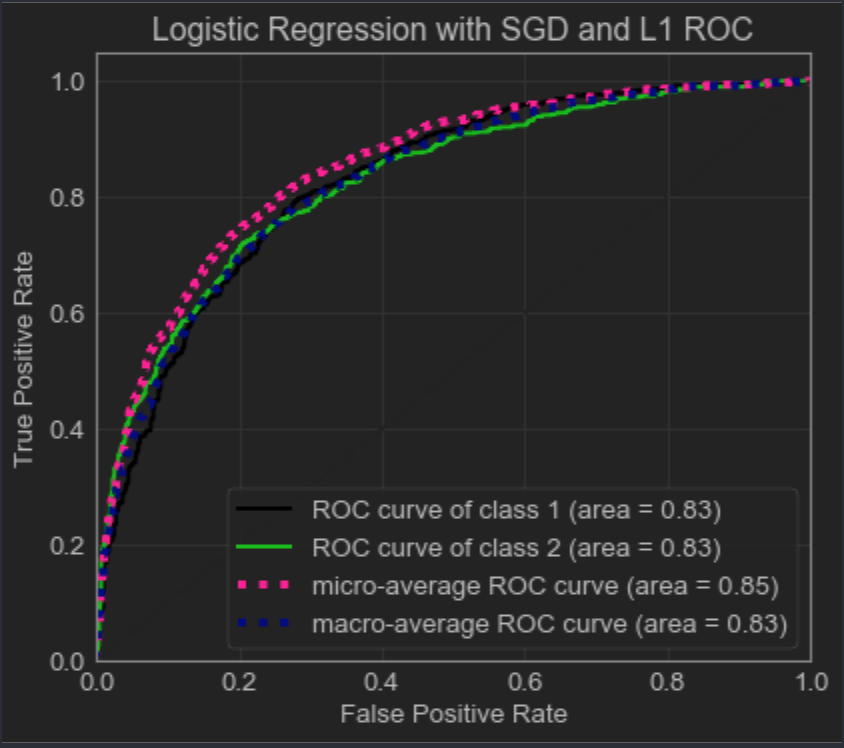 Logistic Regression with SGD and L1 ROC
True Positive Rate
1.0
0.8
0.6
0.4
0.2
0.0
ROC curve of class 1 (area = 0.83)
ROC curve of class 2 (area = 0.83)
micro-average ROC curve (area = 0.85)
macro-average ROC curve (area = 0.83)
0.0 0.2 0.4 0.6 0.8 1.0
False Positive Rate